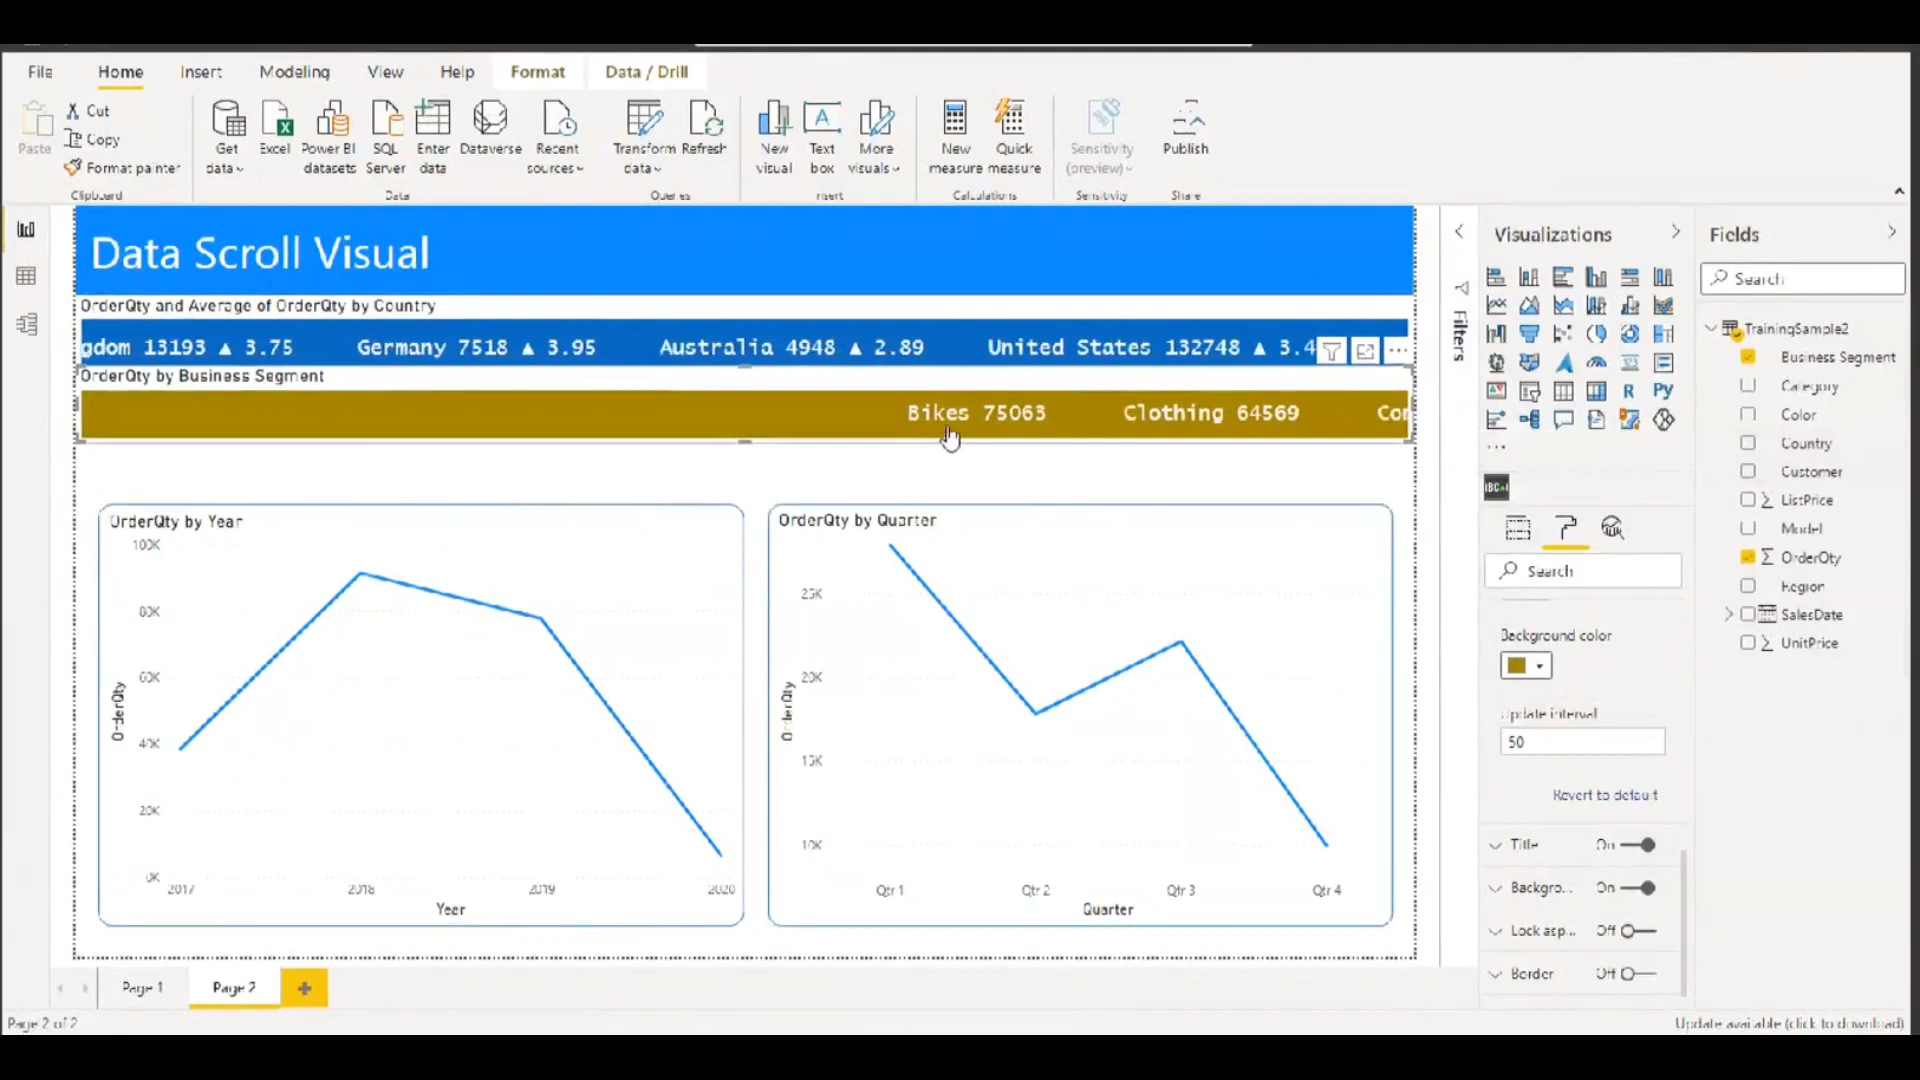 File Home Insert Modeling View Help Format Data / Drill
Cut
Copy
Format painter
Paste
Clipboard
Get data
Excel
Power BI datasets
SQL Server
Enter data
Dataverse
Recent sources
Data
Transform data
Refresh
Queries
New visual
Text box
More visuals
New measure
Quick measure
Calculations
Sensitivity (preview)
Sensitivity
Publish
Share
Data Scroll Visual
OrderQty and Average of OrderQty by Country
gdom 13193 ▲ 3.75 Germany 7518 ▲ 3.95 Australia 4948 ▲ 2.89 United States 132748 ▲ 3.4
OrderQty by Business Segment
Bikes 75063 Clothing 64569
OrderQty by Year
100K
80K
60K
40K
20K
0K
OrderQty
2017 2018 2019 2020
Year
OrderQty by Quarter
25K
20K
15K
10K
OrderQty
Qtr 1 Qtr 2 Qtr 3 Qtr 4
Quarter
Filters
Visualizations
R
Py
...
Search
Background color
Update interval
50
Revert to default
Title On
Backgro... On
Lock asp... Off
Border Off
Fields
Search
TrainingSample2
Business Segment
Category
Color
Country
Customer
ListPrice
Model
OrderQty
Region
SalesDate
UnitPrice
Page 1
Page 2
+
Page 2 of 2
Update available (click to download)